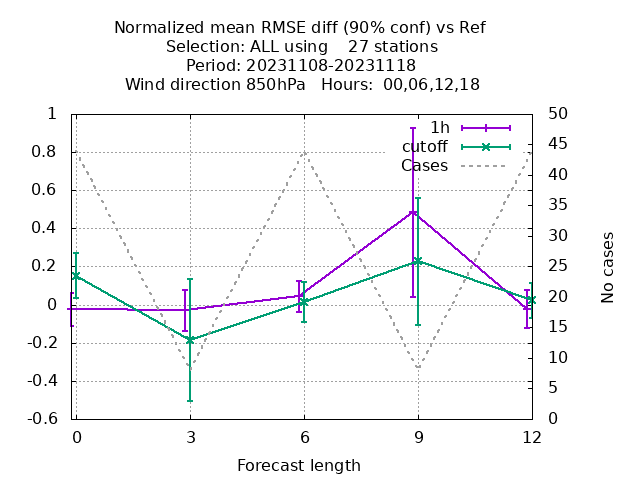 Normalized mean RMSE diff (90% conf) vs Ref
Selection: ALL using    27 stations
Period: 20231108-20231118
Wind direction 850hPa   Hours:  00,06,12,18
1h
cutoff
Cases
1
0.8
0.6
0.4
0.2
0
-0.2
-0.4
-0.6
50
45
40
35
30
25
20
15
10
5
0
No cases
0 3 6 9 12
Forecast length